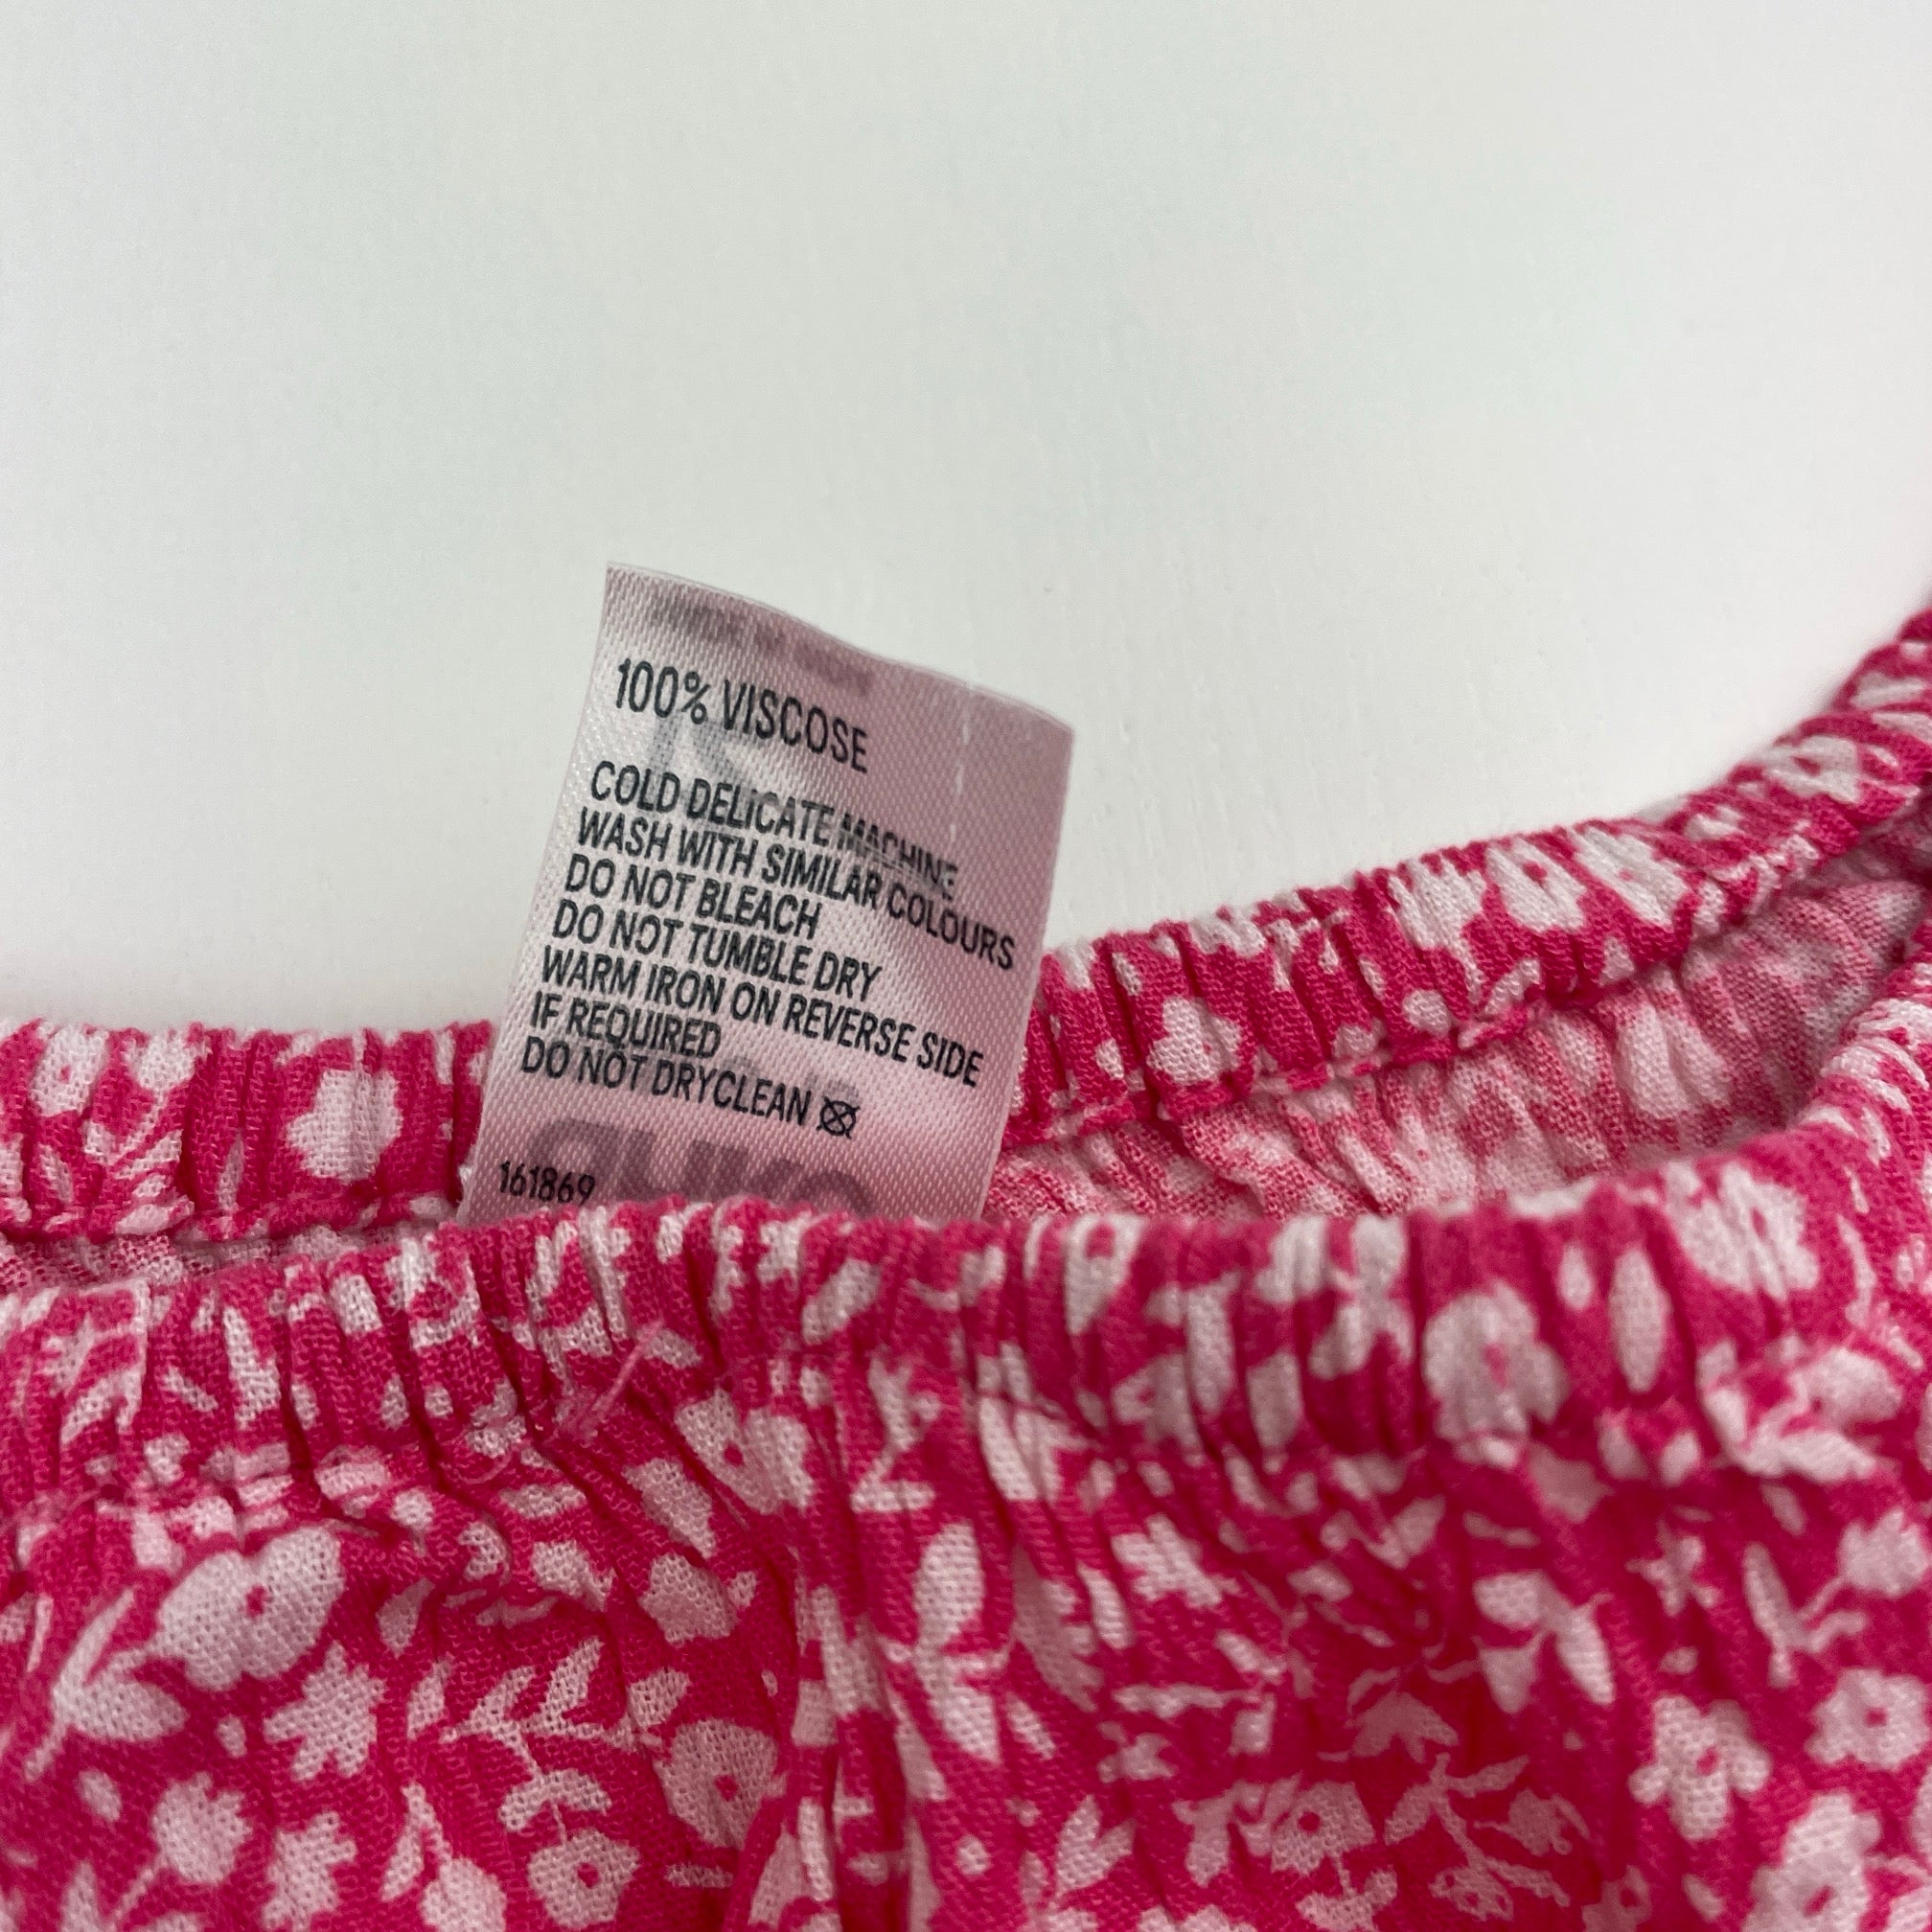 100% VISCOSE
COLD DELICATE MACHINE
WASH WITH SIMILAR COLOURS
DO NOT BLEACH
DO NOT TUMBLE DRY
WARM IRON ON REVERSE SIDE
IF REQUIRED
DO NOT DRYCLEAN
161869